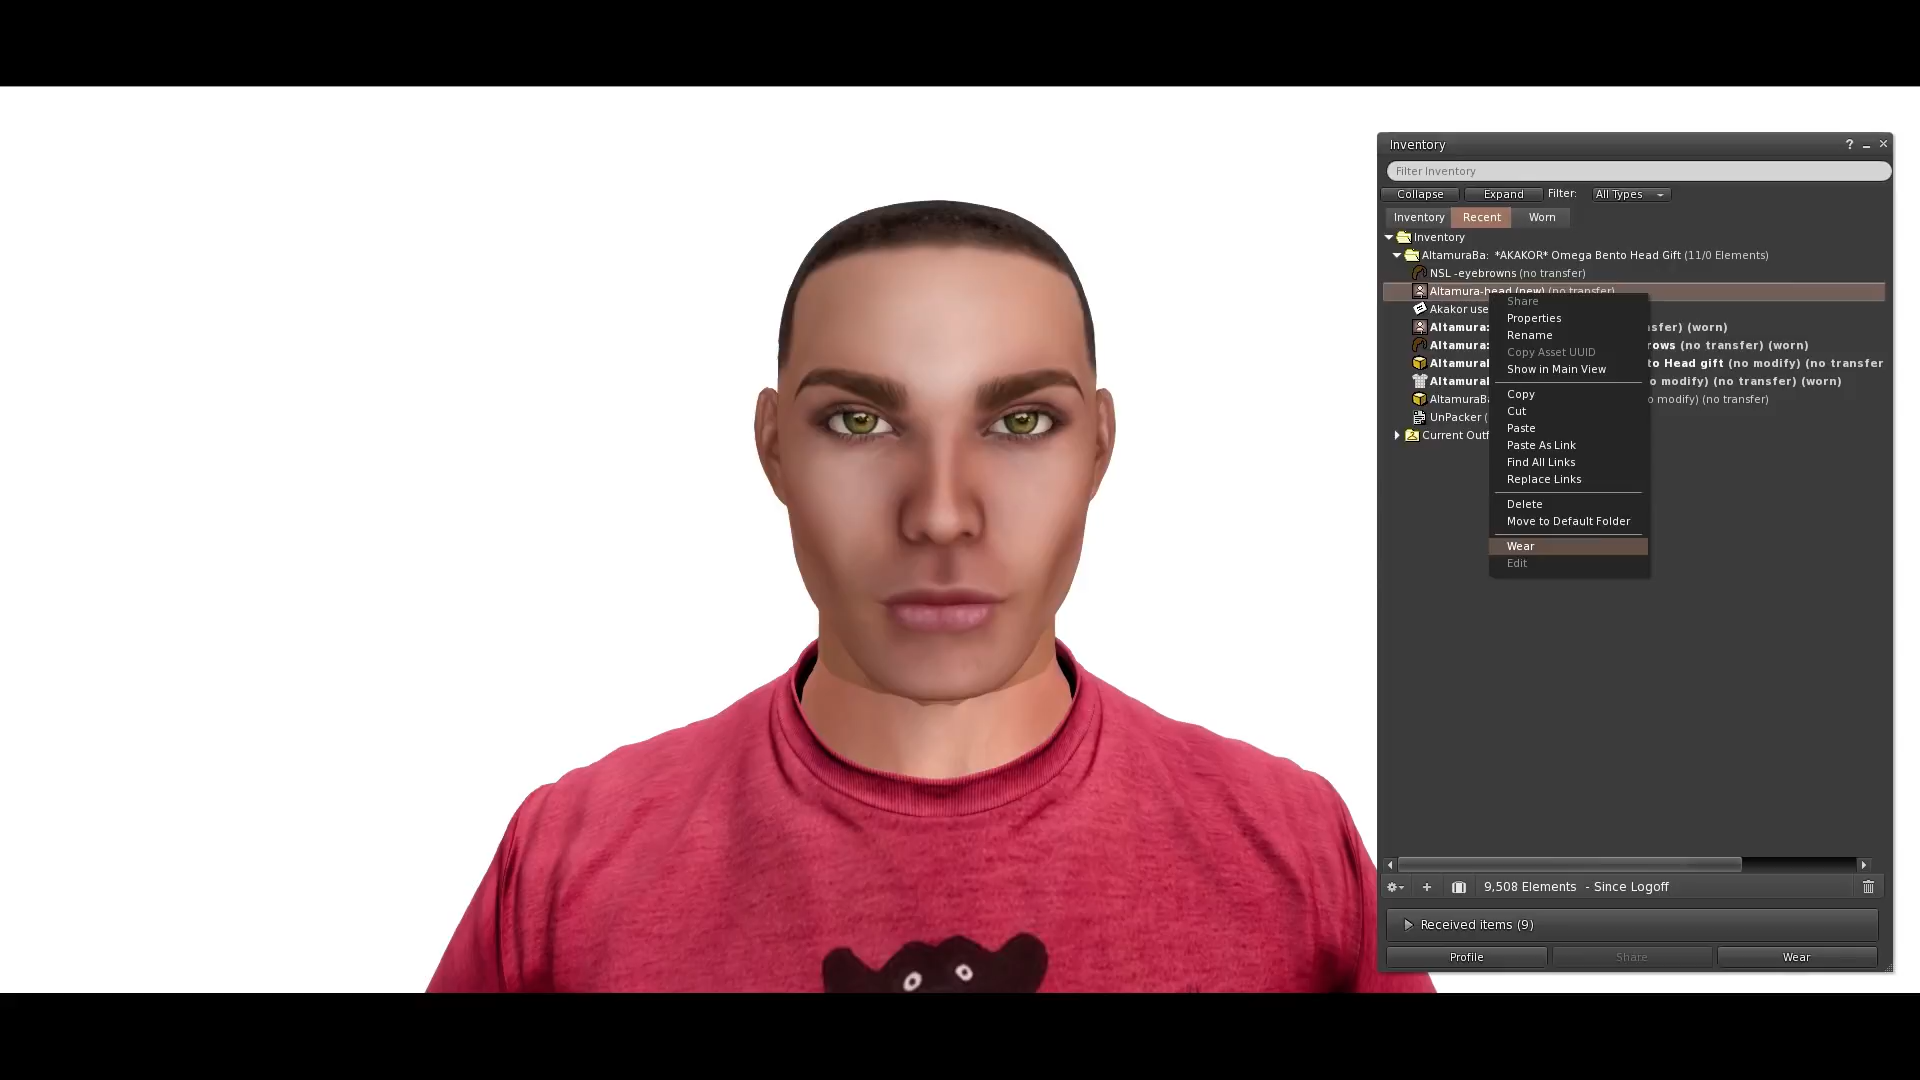 Inventory
? _ ×
Filter Inventory
Collapse Expand Filter: All Types
Inventory Recent Worn
Inventory
AltamuraBa: *AKAKOR* Omega Bento Head Gift (11/0 Elements)
NSL -eyebrowns (no transfer)
Altamura-head (new) (no transfer)
Akakor use
Altamura: sfer) (worn)
Altamura: rows (no transfer) (worn)
Altamural to Head gift (no modify) (no transfer
Altamural o modify) (no transfer) (worn)
AltamuraBa o modify) (no transfer)
UnPacker (
Current Outf
Share
Properties
Rename
Copy Asset UUID
Show in Main View
Copy
Cut
Paste
Paste As Link
Find All Links
Replace Links
Delete
Move to Default Folder
Wear
Edit
9,508 Elements - Since Logoff
Received items (9)
Profile Share Wear